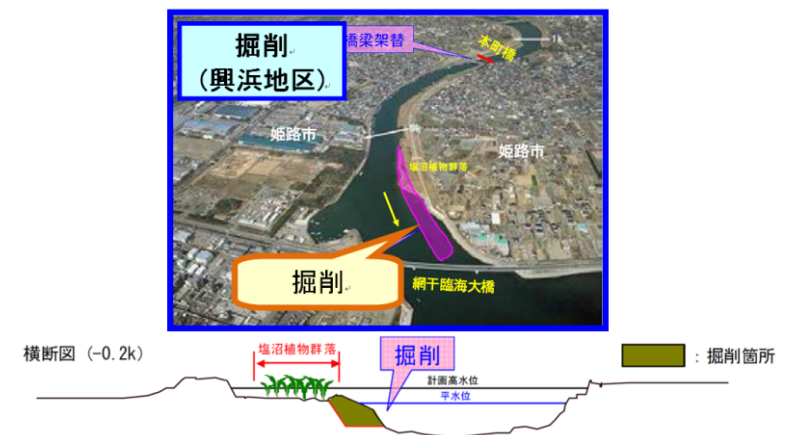 掘削
（興浜地区）
橋梁架替
本町橋
1k
姫路市
0k
姫路市
塩沼植物群落
掘削
網干臨海大橋
横断図（-0.2k）
塩沼植物群落
掘削
：掘削箇所
計画高水位
平水位